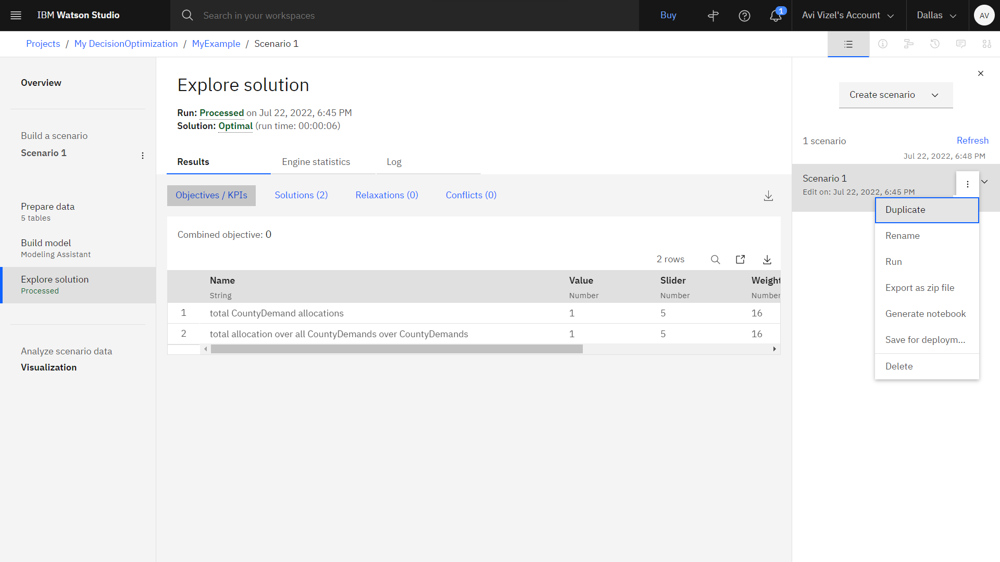 IBM Watson Studio
Search in your workspaces
Buy
1
Avi Vizel's Account
Dallas
AV
Projects / My DecisionOptimization / MyExample / Scenario 1
Overview
Build a scenario
Scenario 1
Prepare data
5 tables
Build model
Modeling Assistant
Explore solution
Processed
Analyze scenario data
Visualization
Explore solution
Run: Processed on Jul 22, 2022, 6:45 PM
Solution: Optimal (run time: 00:00:06)
Results
Engine statistics
Log
Objectives / KPIs
Solutions (2)
Relaxations (0)
Conflicts (0)
Combined objective: 0
2 rows
Name Value Slider Weight
String Number Number Number
1 total CountyDemand allocations 1 5 16
2 total allocation over all CountyDemands over CountyDemands 1 5 16
Create scenario
1 scenario
Refresh
Jul 22, 2022, 6:48 PM
Scenario 1
Edit on: Jul 22, 2022, 6:45 PM
Duplicate
Rename
Run
Export as zip file
Generate notebook
Save for deploym...
Delete